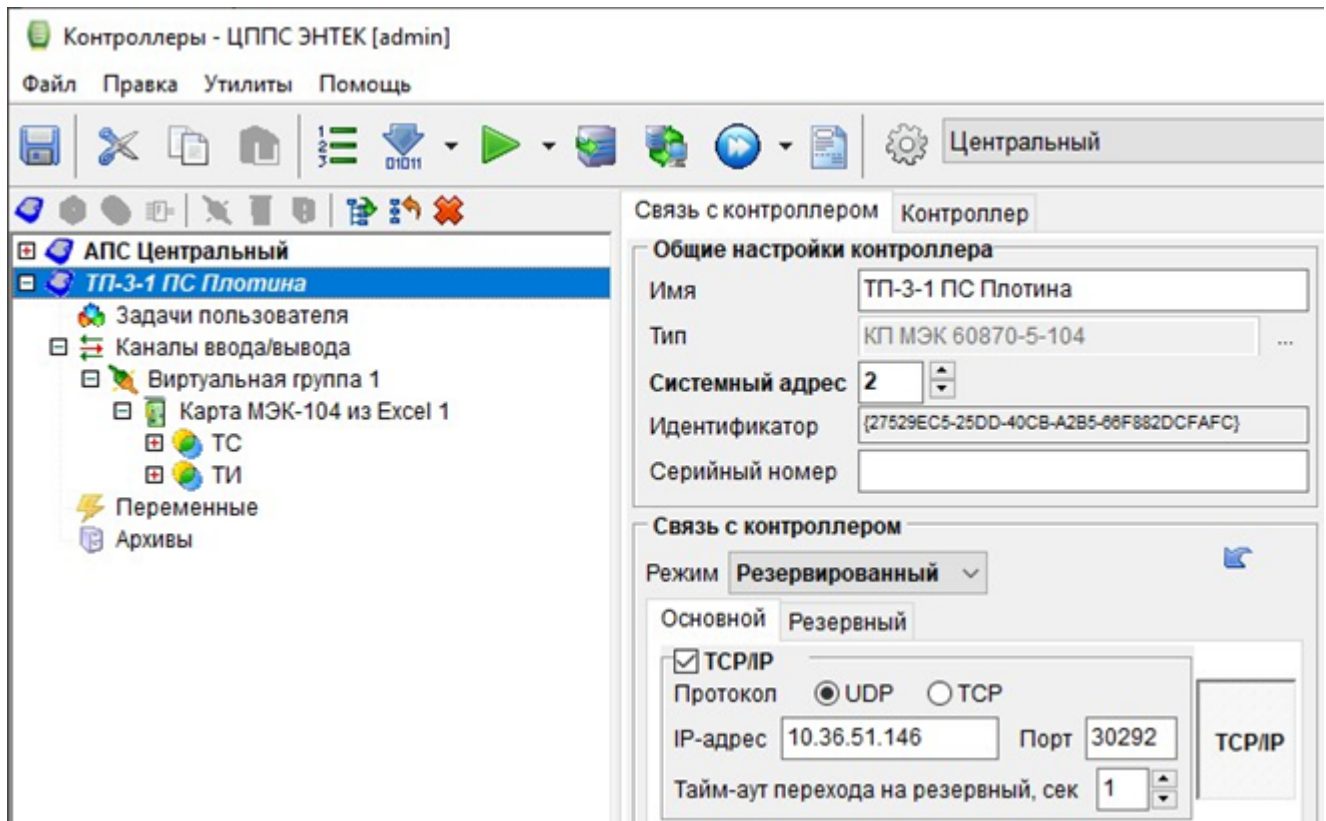 Контроллеры - ЦППС ЭНТЕК [admin]
Файл Правка Утилиты Помощь
1 2 3
01011
Центральный
АПС Центральный
ТП-3-1 ПС Плотина
Задачи пользователя
Каналы ввода/вывода
Виртуальная группа 1
Карта МЭК-104 из Excel 1
ТС
ТИ
Переменные
Архивы
Связь с контроллером Контроллер
Общие настройки контроллера
Имя ТП-3-1 ПС Плотина
Тип КП МЭК 60870-5-104 ...
Системный адрес 2
Идентификатор {27529EC5-25DD-40CB-A2B5-66F882DCFAFC}
Серийный номер
Связь с контроллером
Режим Резервированный
Основной Резервный
TCP/IP
Протокол UDP TCP
IP-адрес 10.36.51.146 Порт 30292
TCP/IP
Тайм-аут перехода на резервный, сек 1